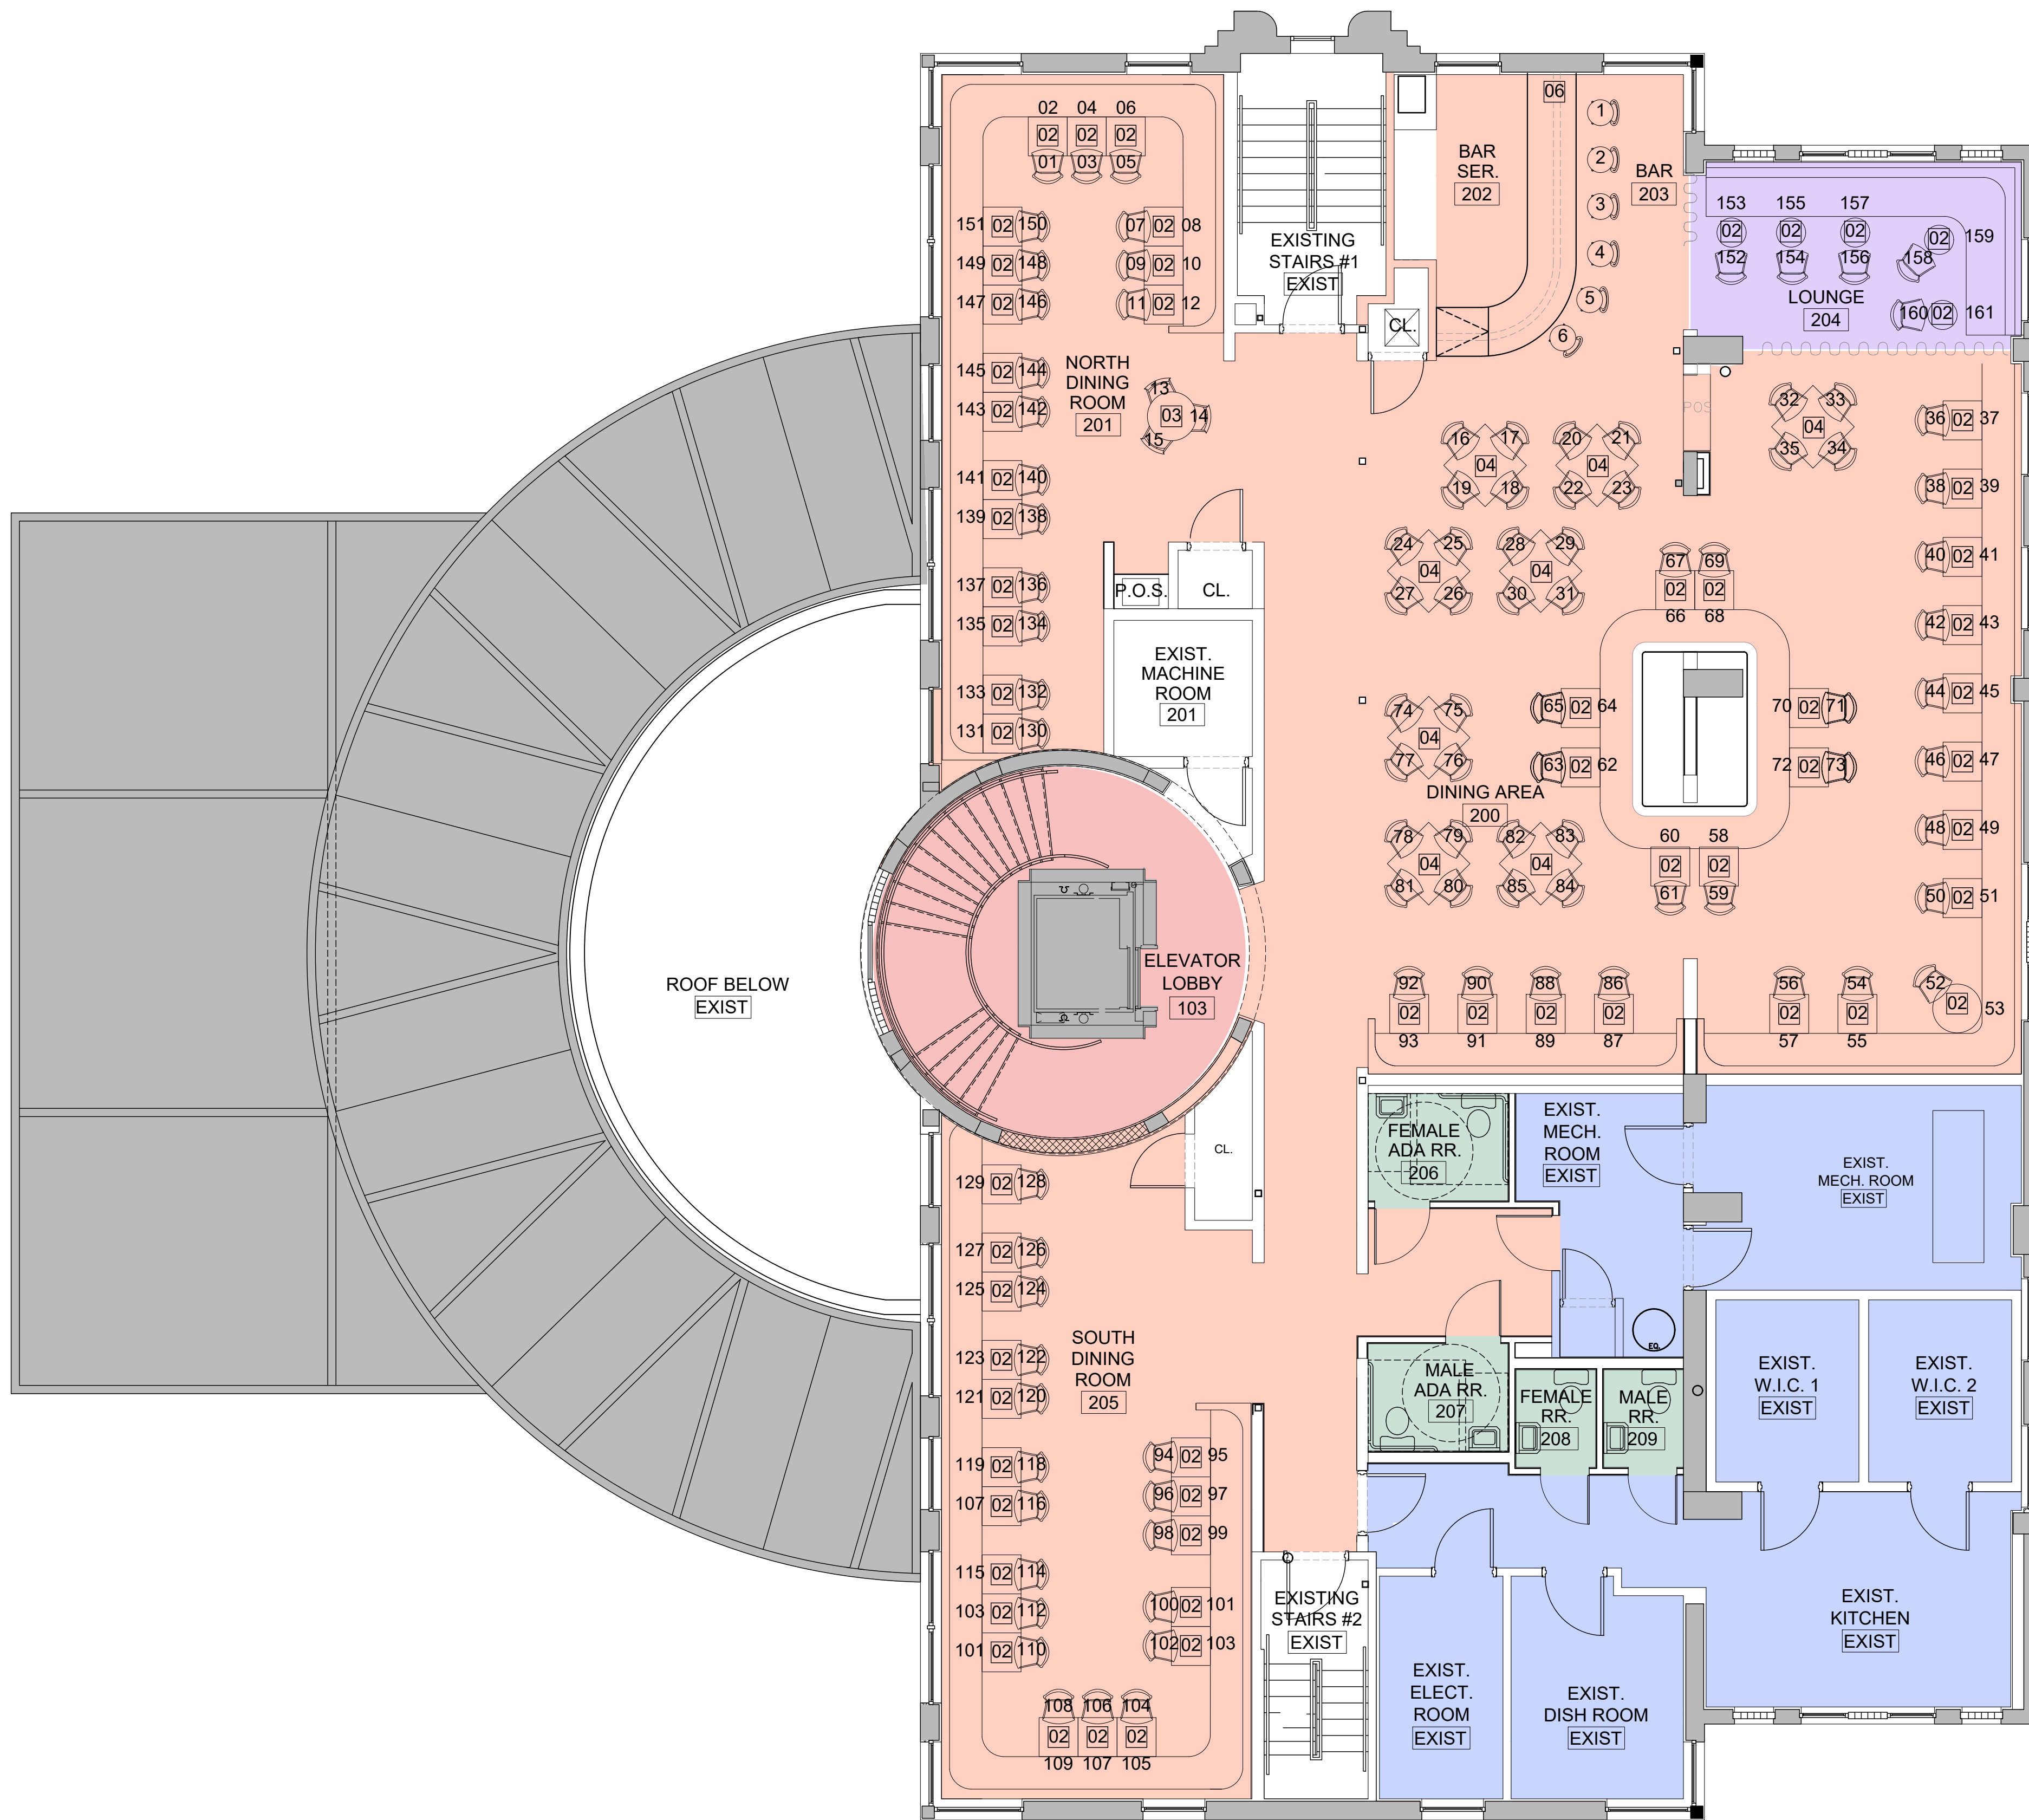 02 04 06
02 02 02
01 03 05
151 02 150
149 02 148
147 02 146
07 02 08
09 02 10
11 02 12
145 02 144
143 02 142
NORTH
DINING
ROOM
201
13
03 14
15
141 02 140
139 02 138
137 02 136
135 02 134
133 02 132
131 02 130
P.O.S.
CL.
EXIST.
MACHINE
ROOM
201
EXISTING
STAIRS #1
EXIST
BAR
SER.
202
06
1
2
3
4
5
6
BAR
203
CL.
153 155 157
02 02 02
152 154 156
02 159
158
160 02 161
LOUNGE
204
POS
16 17
04
19 18
20 21
04
22 23
24 25
04
27 26
28 29
04
30 31
32 33
04
35 34
36 02 37
38 02 39
40 02 41
42 02 43
44 02 45
46 02 47
48 02 49
50 02 51
67 69
02 02
66 68
65 02 64
63 02 62
70 02 71
72 02 73
74 75
04
77 76
DINING AREA
200
78 79
04
81 80
82 83
04
85 84
60 58
02 02
61 59
92 90 88 86
02 02 02 02
93 91 89 87
56 54 52
02 02 02 53
57 55
ROOF BELOW
EXIST
ELEVATOR
LOBBY
103
CL.
129 02 128
127 02 126
125 02 124
SOUTH
DINING
ROOM
205
123 02 122
121 02 120
119 02 118
107 02 116
115 02 114
103 02 112
101 02 110
94 02 95
96 02 97
98 02 99
100 02 101
102 02 103
108 106 104
02 02 02
109 107 105
FEMALE
ADA RR.
206
EXIST.
MECH.
ROOM
EXIST
EXIST.
MECH. ROOM
EXIST
EQ.
MALE
ADA RR.
207
FEMALE
RR.
208
MALE
RR.
209
EXIST.
W.I.C. 1
EXIST
EXIST.
W.I.C. 2
EXIST
EXISTING
STAIRS #2
EXIST
EXIST.
ELECT.
ROOM
EXIST
EXIST.
DISH ROOM
EXIST
EXIST.
KITCHEN
EXIST